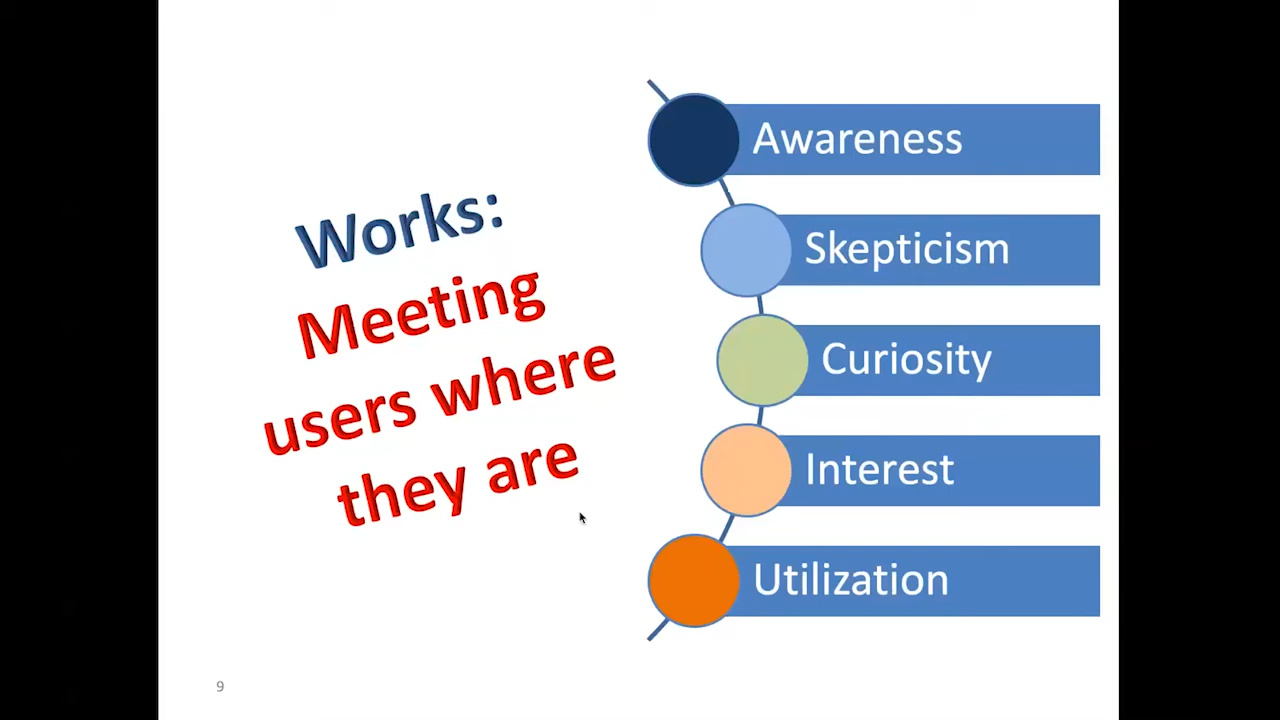 Works:
Meeting
users where
they are
Awareness
Skepticism
Curiosity
Interest
Utilization
9